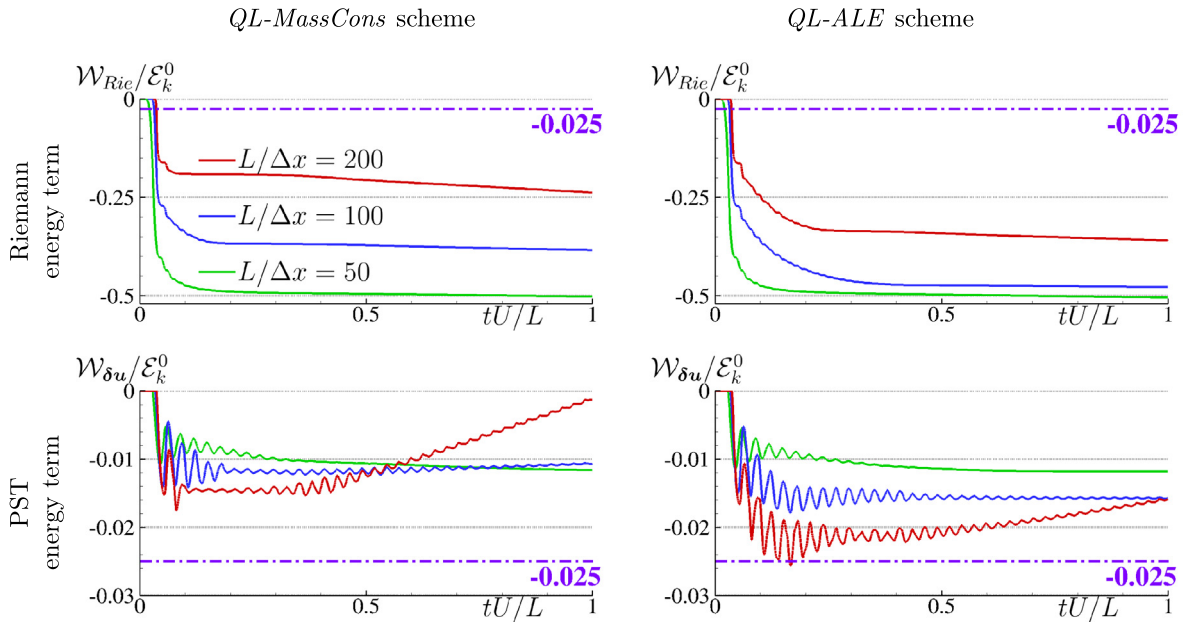 QL-MassCons scheme
QL-ALE scheme
Riemann
energy term
𝒲_Rie/ℰ_k^0
0
-0.025
L/Δx = 200
-0.25
L/Δx = 100
L/Δx = 50
-0.5
0
0.5
tU/L
1
𝒲_Rie/ℰ_k^0
0
-0.025
-0.25
-0.5
0
0.5
tU/L
1
PST
energy term
𝒲_δu/ℰ_k^0
0
-0.01
-0.02
-0.025
-0.03
0
0.5
tU/L
1
𝒲_δu/ℰ_k^0
0
-0.01
-0.02
-0.025
-0.03
0
0.5
tU/L
1